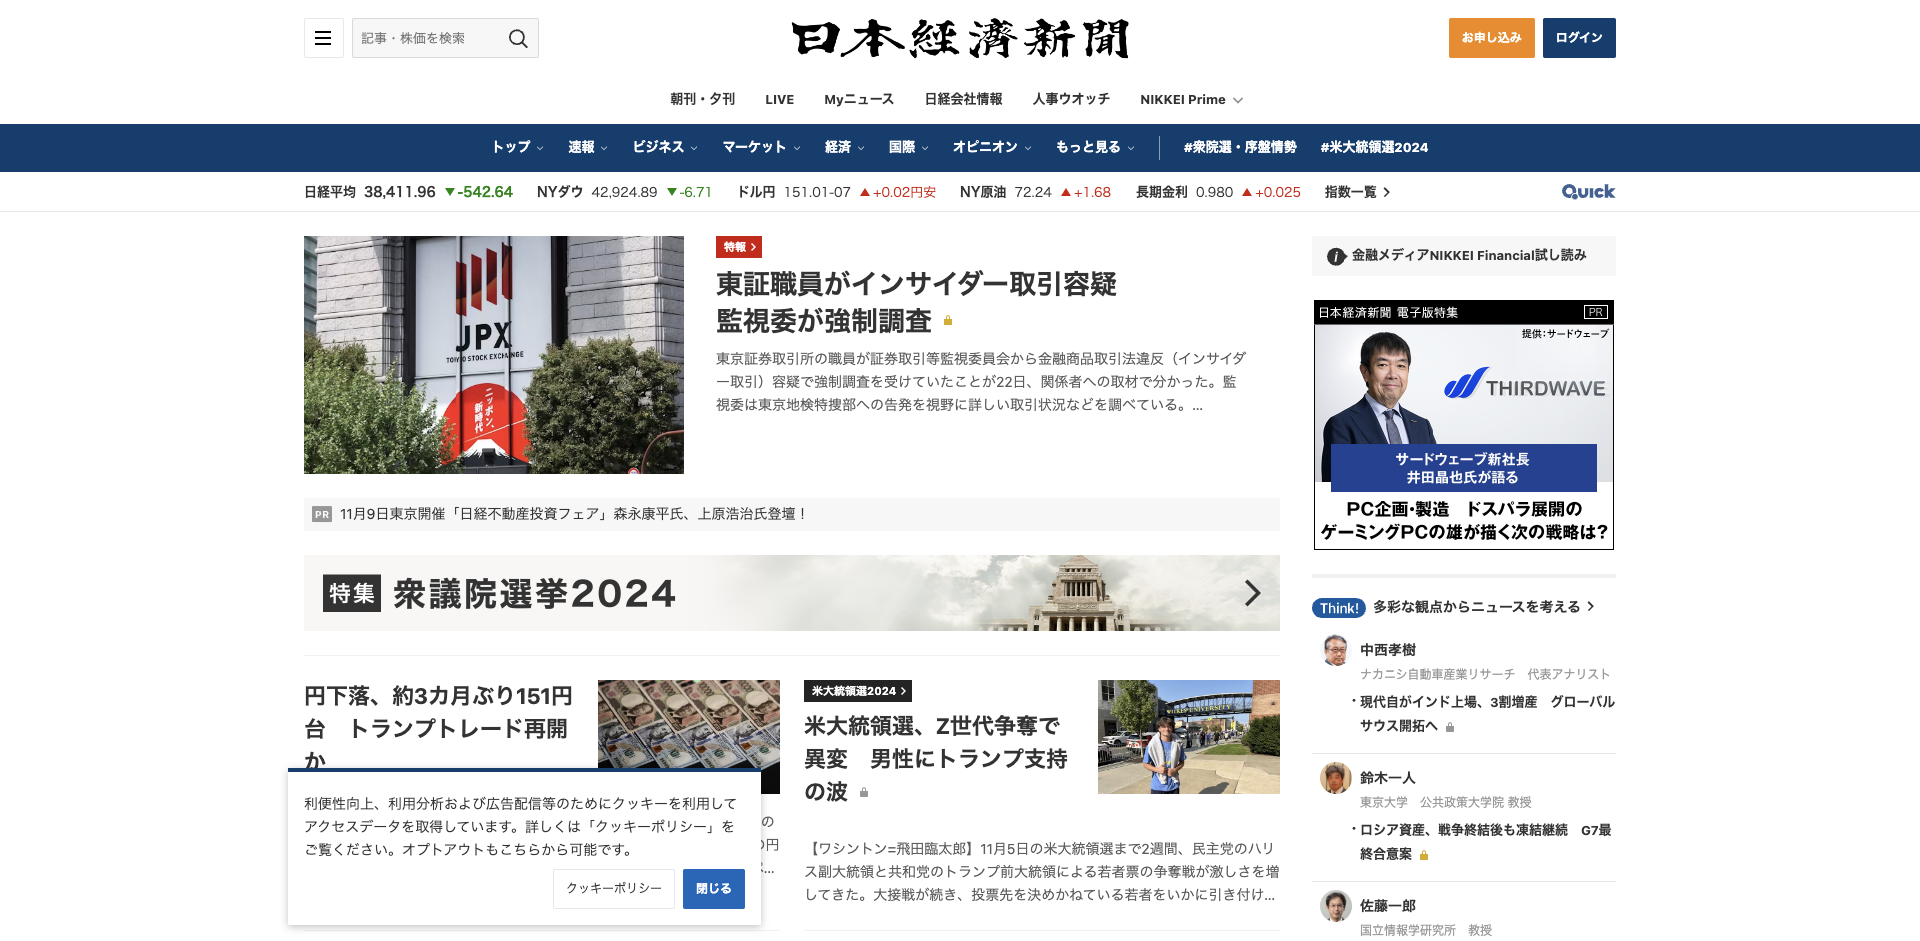 記事・株価を検索
日本経済新聞
お申し込み
ログイン
朝刊・夕刊 LIVE Myニュース 日経会社情報 人事ウオッチ NIKKEI Prime
トップ 速報 ビジネス マーケット 経済 国際 オピニオン もっと見る #衆院選・序盤情勢 #米大統領選2024
日経平均 38,411.96 ▼-542.64 NYダウ 42,924.89 ▼-6.71 ドル円 151.01-07 ▲+0.02円安 NY原油 72.24 ▲+1.68 長期金利 0.980 ▲+0.025 指数一覧
QUICK
JPX
TOKYO STOCK EXCHANGE
ニッポン、
新時代
特報
東証職員がインサイダー取引容疑
監視委が強制調査
東京証券取引所の職員が証券取引等監視委員会から金融商品取引法違反（インサイダ
ー取引）容疑で強制調査を受けていたことが22日、関係者への取材で分かった。監
視委は東京地検特捜部への告発を視野に詳しい取引状況などを調べている。...
PR 11月9日東京開催「日経不動産投資フェア」森永康平氏、上原浩治氏登壇！
特集 衆議院選挙2024
円下落、約3カ月ぶり151円
台　トランプトレード再開
か
の
の円
...
米大統領選2024
米大統領選、Z世代争奪で
異変　男性にトランプ支持
の波
WILKES UNIVERSITY
【ワシントン=飛田臨太郎】11月5日の米大統領選まで2週間、民主党のハリ
ス副大統領と共和党のトランプ前大統領による若者票の争奪戦が激しさを増
してきた。大接戦が続き、投票先を決めかねている若者をいかに引き付け...
利便性向上、利用分析および広告配信等のためにクッキーを利用して
アクセスデータを取得しています。詳しくは「クッキーポリシー」を
ご覧ください。オプトアウトもこちらから可能です。
クッキーポリシー
閉じる
金融メディアNIKKEI Financial試し読み
日本経済新聞 電子版特集 PR
提供：サードウェーブ
THIRDWAVE
サードウェーブ新社長
井田晶也氏が語る
PC企画・製造　ドスパラ展開の
ゲーミングPCの雄が描く次の戦略は?
Think! 多彩な観点からニュースを考える
中西孝樹
ナカニシ自動車産業リサーチ　代表アナリスト
・現代自がインド上場、3割増産　グローバル
サウス開拓へ
鈴木一人
東京大学　公共政策大学院 教授
・ロシア資産、戦争終結後も凍結継続　G7最
終合意案
佐藤一郎
国立情報学研究所　教授